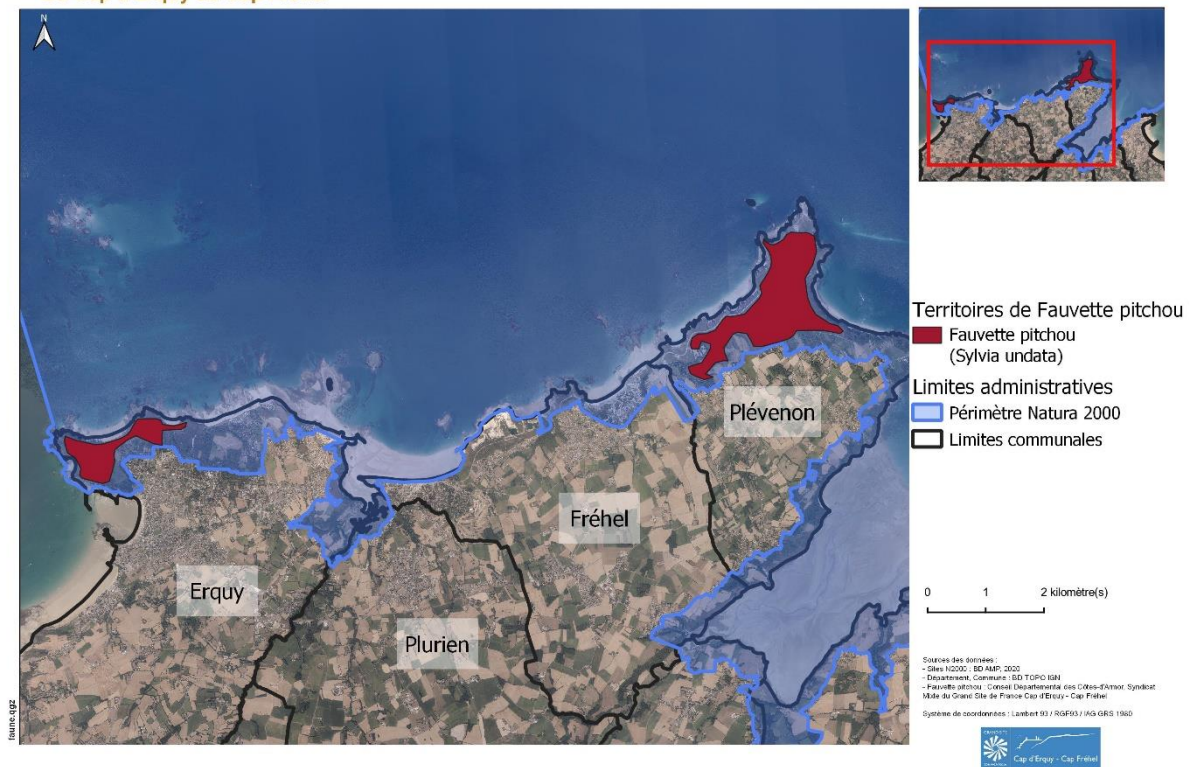 N
Territoires de Fauvette pitchou
Fauvette pitchou
(Sylvia undata)
Limites administratives
Périmètre Natura 2000
Limites communales
Plévenon
Fréhel
Erquy
Plurien
0 1 2 kilomètre(s)
Sources des données :
- Sites N2000 : BD AMP, 2020
- Département, Commune : BD TOPO IGN
- Fauvette pitchou : Conseil Départemental des Côtes-d'Armor, Syndicat
Mixte du Grand Site de France Cap d'Erquy - Cap Fréhel
Système de coordonnées : Lambert 93 / RGF93 / IAG GRS 1980
faune.qgz
Cap d'Erquy - Cap Fréhel